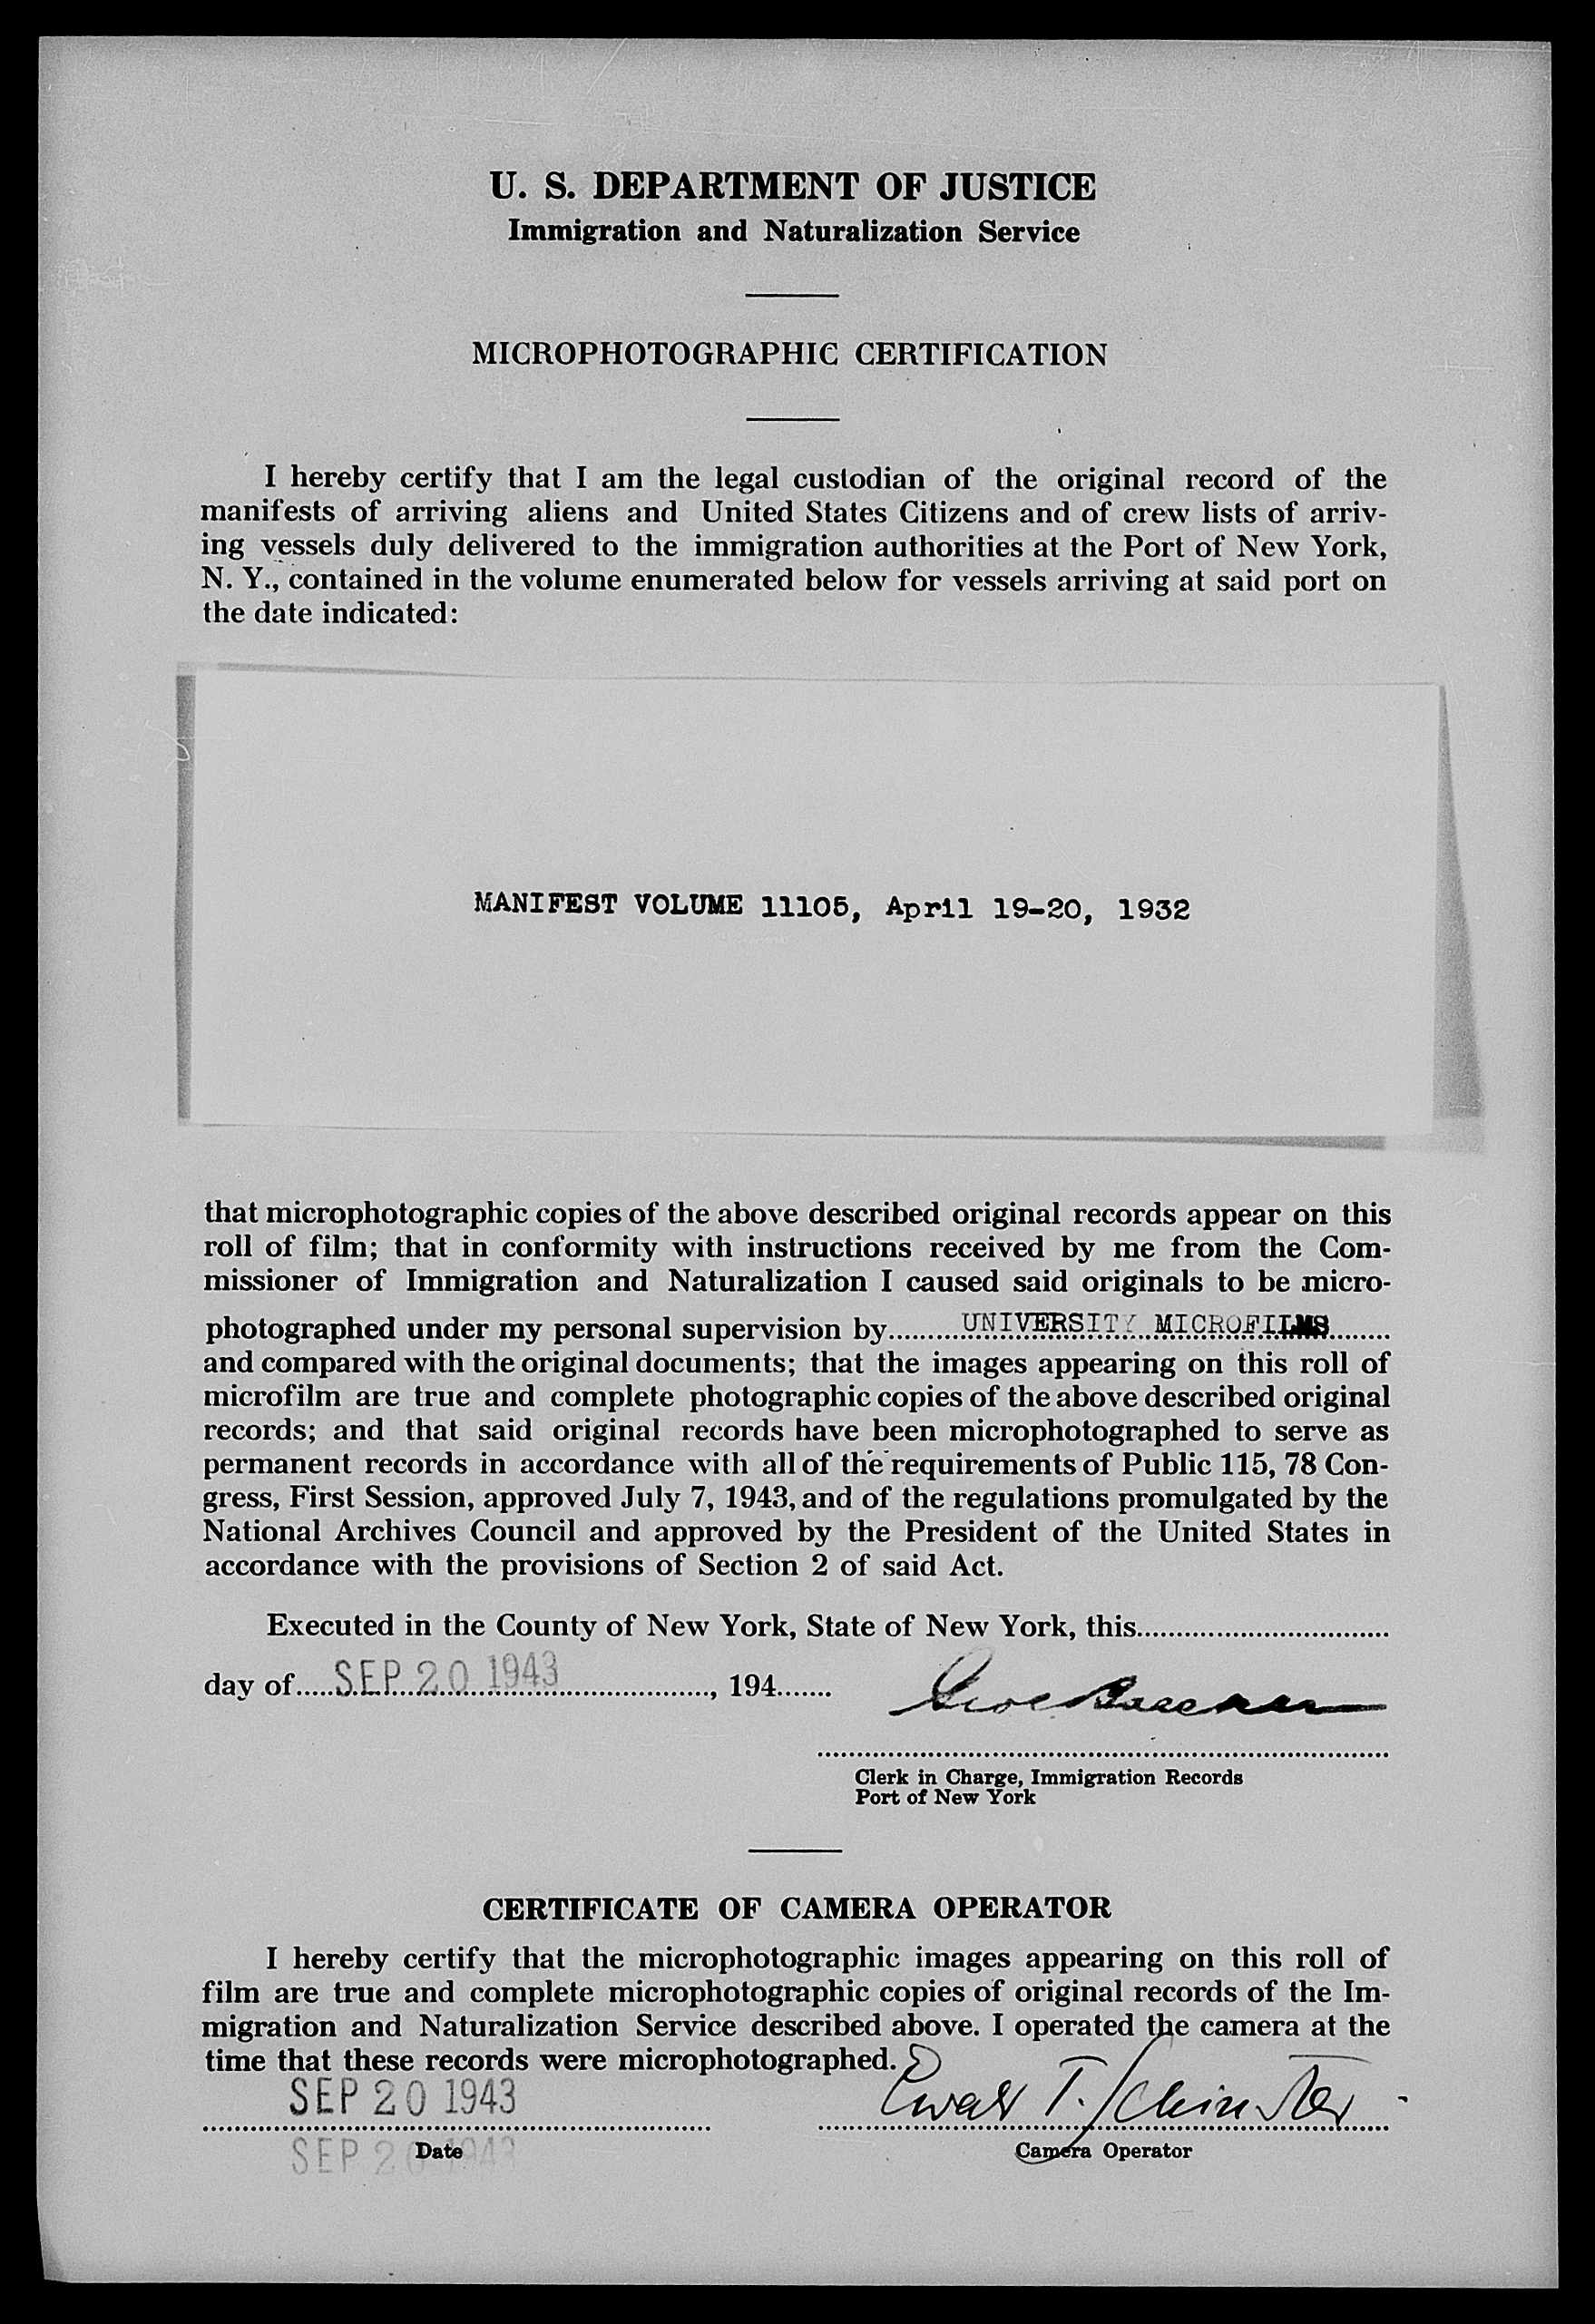 U. S. DEPARTMENT OF JUSTICE
Immigration and Naturalization Service
MICROPHOTOGRAPHIC CERTIFICATION
I hereby certify that I am the legal custodian of the original record of the
manifests of arriving aliens and United States Citizens and of crew lists of arriv-
ing vessels duly delivered to the immigration authorities at the Port of New York,
N. Y., contained in the volume enumerated below for vessels arriving at said port on
the date indicated:
MANIFEST VOLUME 11105, April 19-20, 1932
that microphotographic copies of the above described original records appear on this
roll of film; that in conformity with instructions received by me from the Com-
missioner of Immigration and Naturalization I caused said originals to be micro-
photographed under my personal supervision by UNIVERSITY MICROFILMS
and compared with the original documents; that the images appearing on this roll of
microfilm are true and complete photographic copies of the above described original
records; and that said original records have been microphotographed to serve as
permanent records in accordance with all of the requirements of Public 115, 78 Con-
gress, First Session, approved July 7, 1943, and of the regulations promulgated by the
National Archives Council and approved by the President of the United States in
accordance with the provisions of Section 2 of said Act.
Executed in the County of New York, State of New York, this
day of SEP 20 1943, 194
Clerk in Charge, Immigration Records
Port of New York
CERTIFICATE OF CAMERA OPERATOR
I hereby certify that the microphotographic images appearing on this roll of
film are true and complete microphotographic copies of original records of the Im-
migration and Naturalization Service described above. I operated the camera at the
time that these records were microphotographed.
SEP 20 1943
SEP 20 1943
Date
Camera Operator